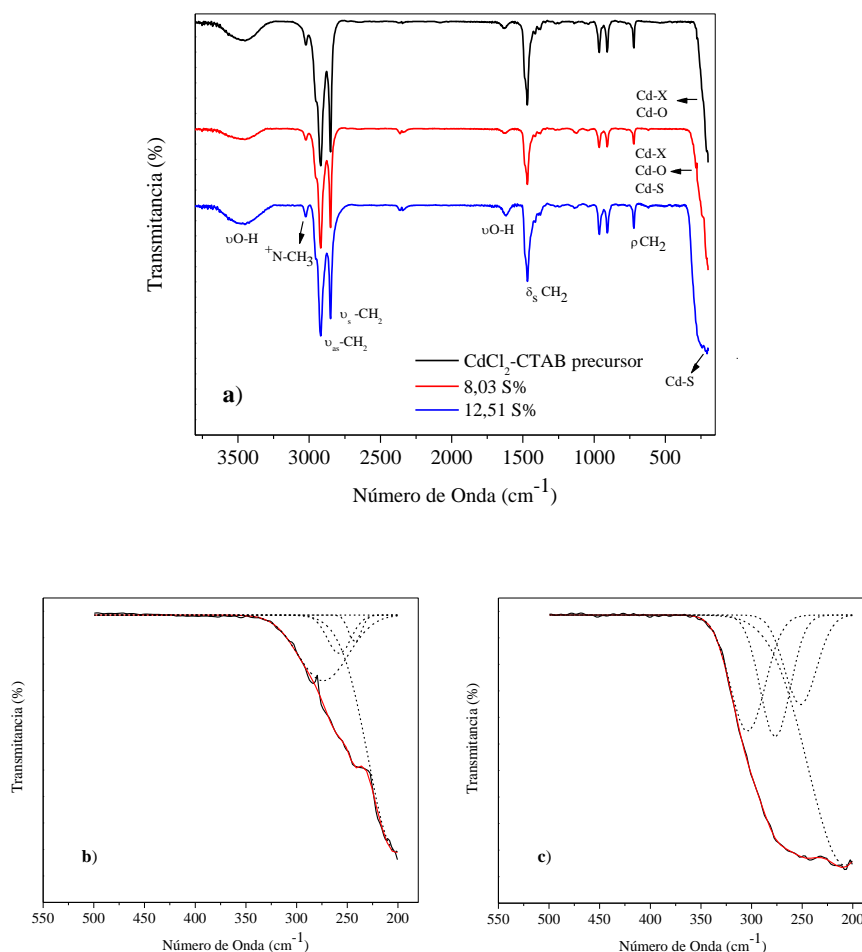 Transmitancia (%)
Cd-X
Cd-O
Cd-X
Cd-O
Cd-S
υO-H
+N-CH3
υs -CH2
υas-CH2
υO-H
δs CH2
ρ CH2
Cd-S
CdCl2-CTAB precursor
8,03 S%
12,51 S%
a)
3500 3000 2500 2000 1500 1000 500
Número de Onda (cm-1)
Transmitancia (%)
b)
550 500 450 400 350 300 250 200
Número de Onda (cm-1)
Transmitancia (%)
c)
550 500 450 400 350 300 250 200
Número de Onda (cm-1)